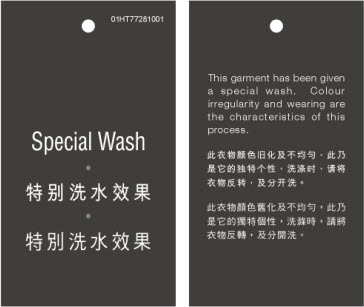 01HT77281001
Special Wash
特别洗水效果
特別洗水效果
This garment has been given
a special wash. Colour
irregularity and wearing are
the characteristics of this
process.
此衣物颜色旧化及不均匀，此乃
是它的独特个性，洗涤时，请将
衣物反转，及分开洗。
此衣物顏色舊化及不均勻，此乃
是它的獨特個性，洗滌時，請將
衣物反轉，及分開洗。